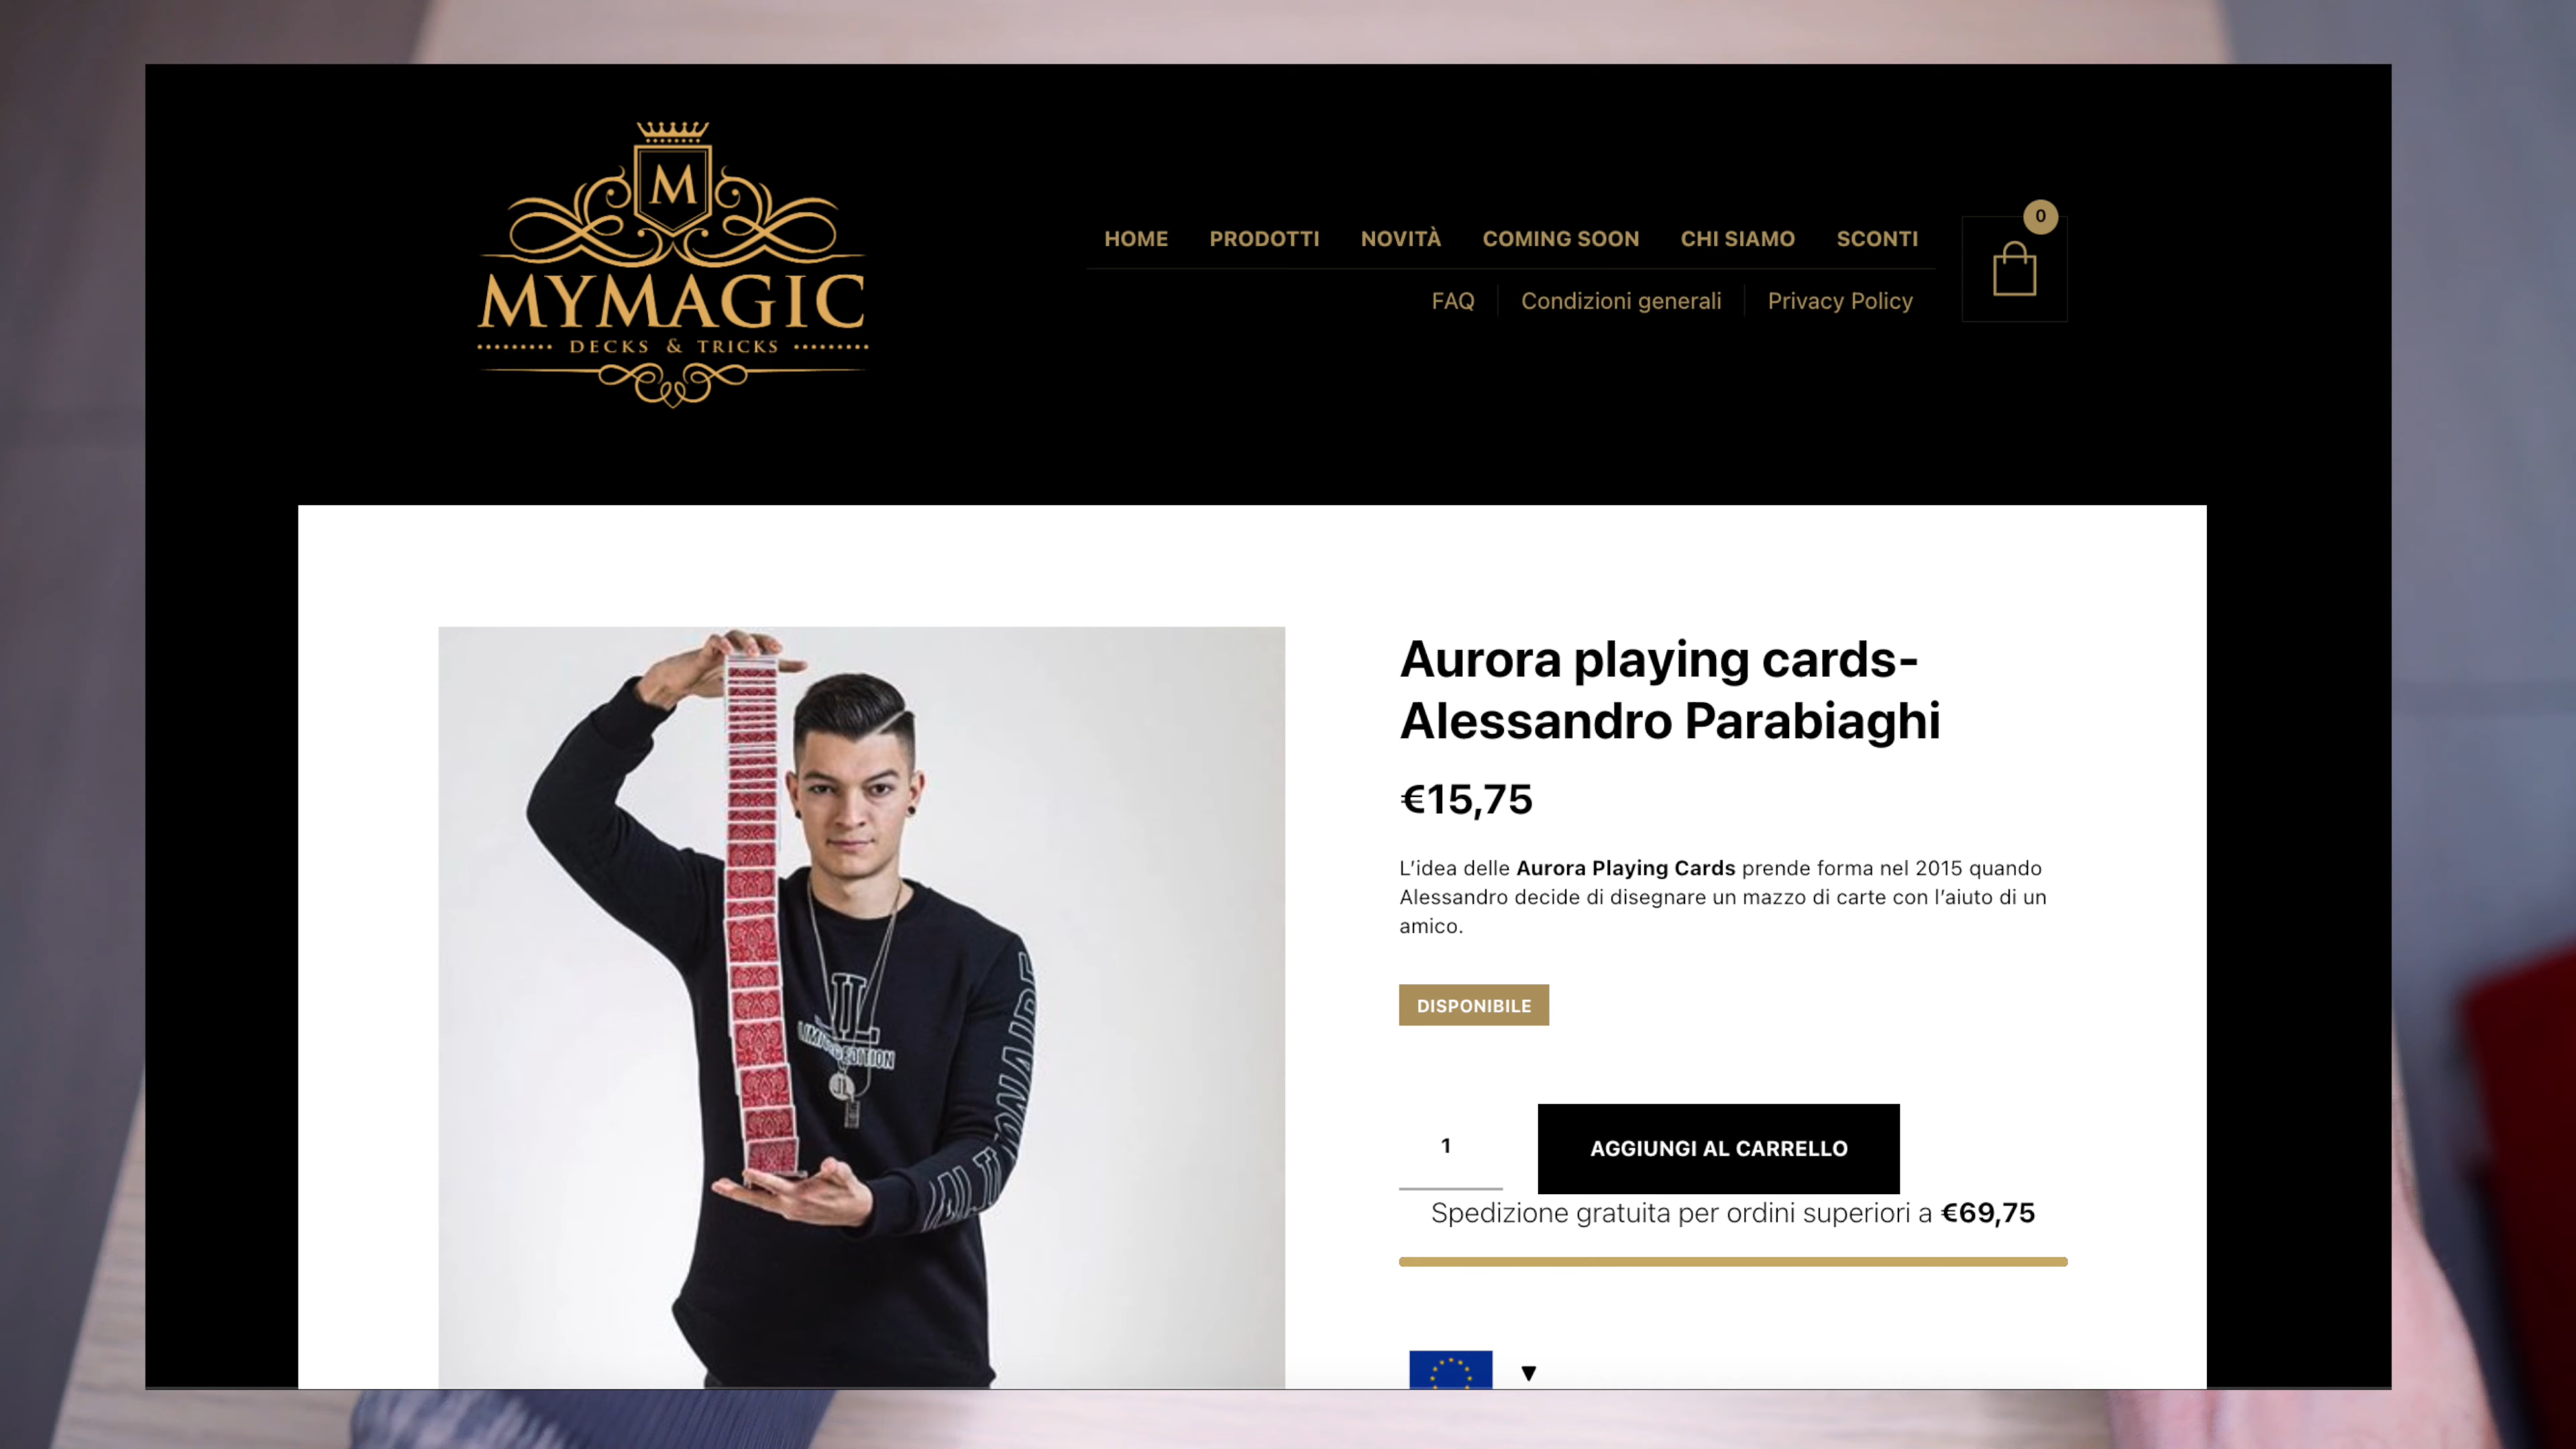 M
MYMAGIC
DECKS & TRICKS
HOME PRODOTTI NOVITÀ COMING SOON CHI SIAMO SCONTI
0
FAQ Condizioni generali Privacy Policy
Aurora playing cards-
Alessandro Parabiaghi
€15,75
L'idea delle Aurora Playing Cards prende forma nel 2015 quando
Alessandro decide di disegnare un mazzo di carte con l'aiuto di un
amico.
DISPONIBILE
1 AGGIUNGI AL CARRELLO
Spedizione gratuita per ordini superiori a €69,75